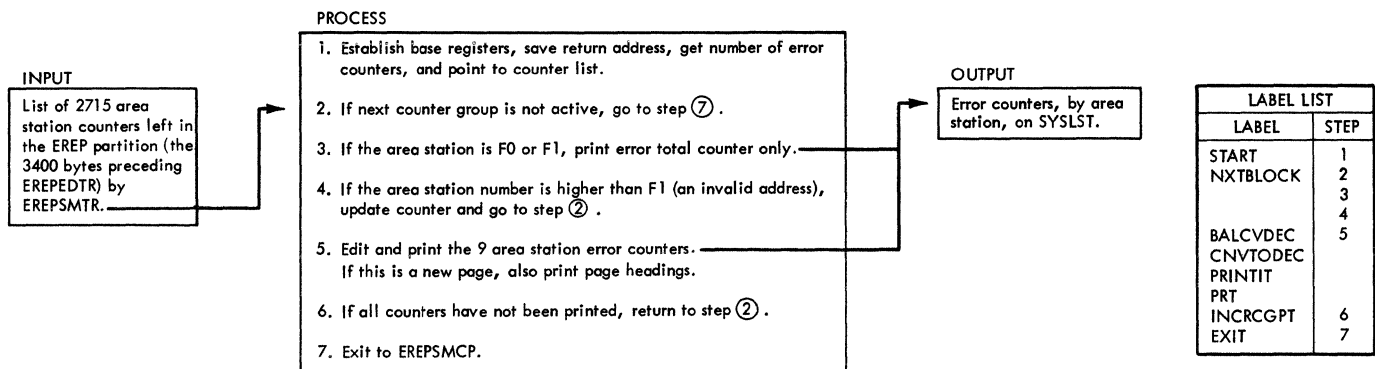 PROCESS
1. Establish base registers, save return address, get number of error
counters, and point to counter list.
2. If next counter group is not active, go to step 7 .
3. If the area station is F0 or F1, print error total counter only.
4. If the area station number is higher than F1 (an invalid address),
update counter and go to step 2 .
5. Edit and print the 9 area station error counters.
If this is a new page, also print page headings.
6. If all counters have not been printed, return to step 2 .
7. Exit to EREPSMCP.
INPUT
List of 2715 area
station counters left in
the EREP partition (the
3400 bytes preceding
EREPEDTR) by
EREPSMTR.
OUTPUT
Error counters, by area
station, on SYSLST.
LABEL LIST
LABEL STEP
START 1
NXTBLOCK 2
3
4
BALCVDEC 5
CNVTODEC
PRINTIT
PRT
INCRCGPT 6
EXIT 7